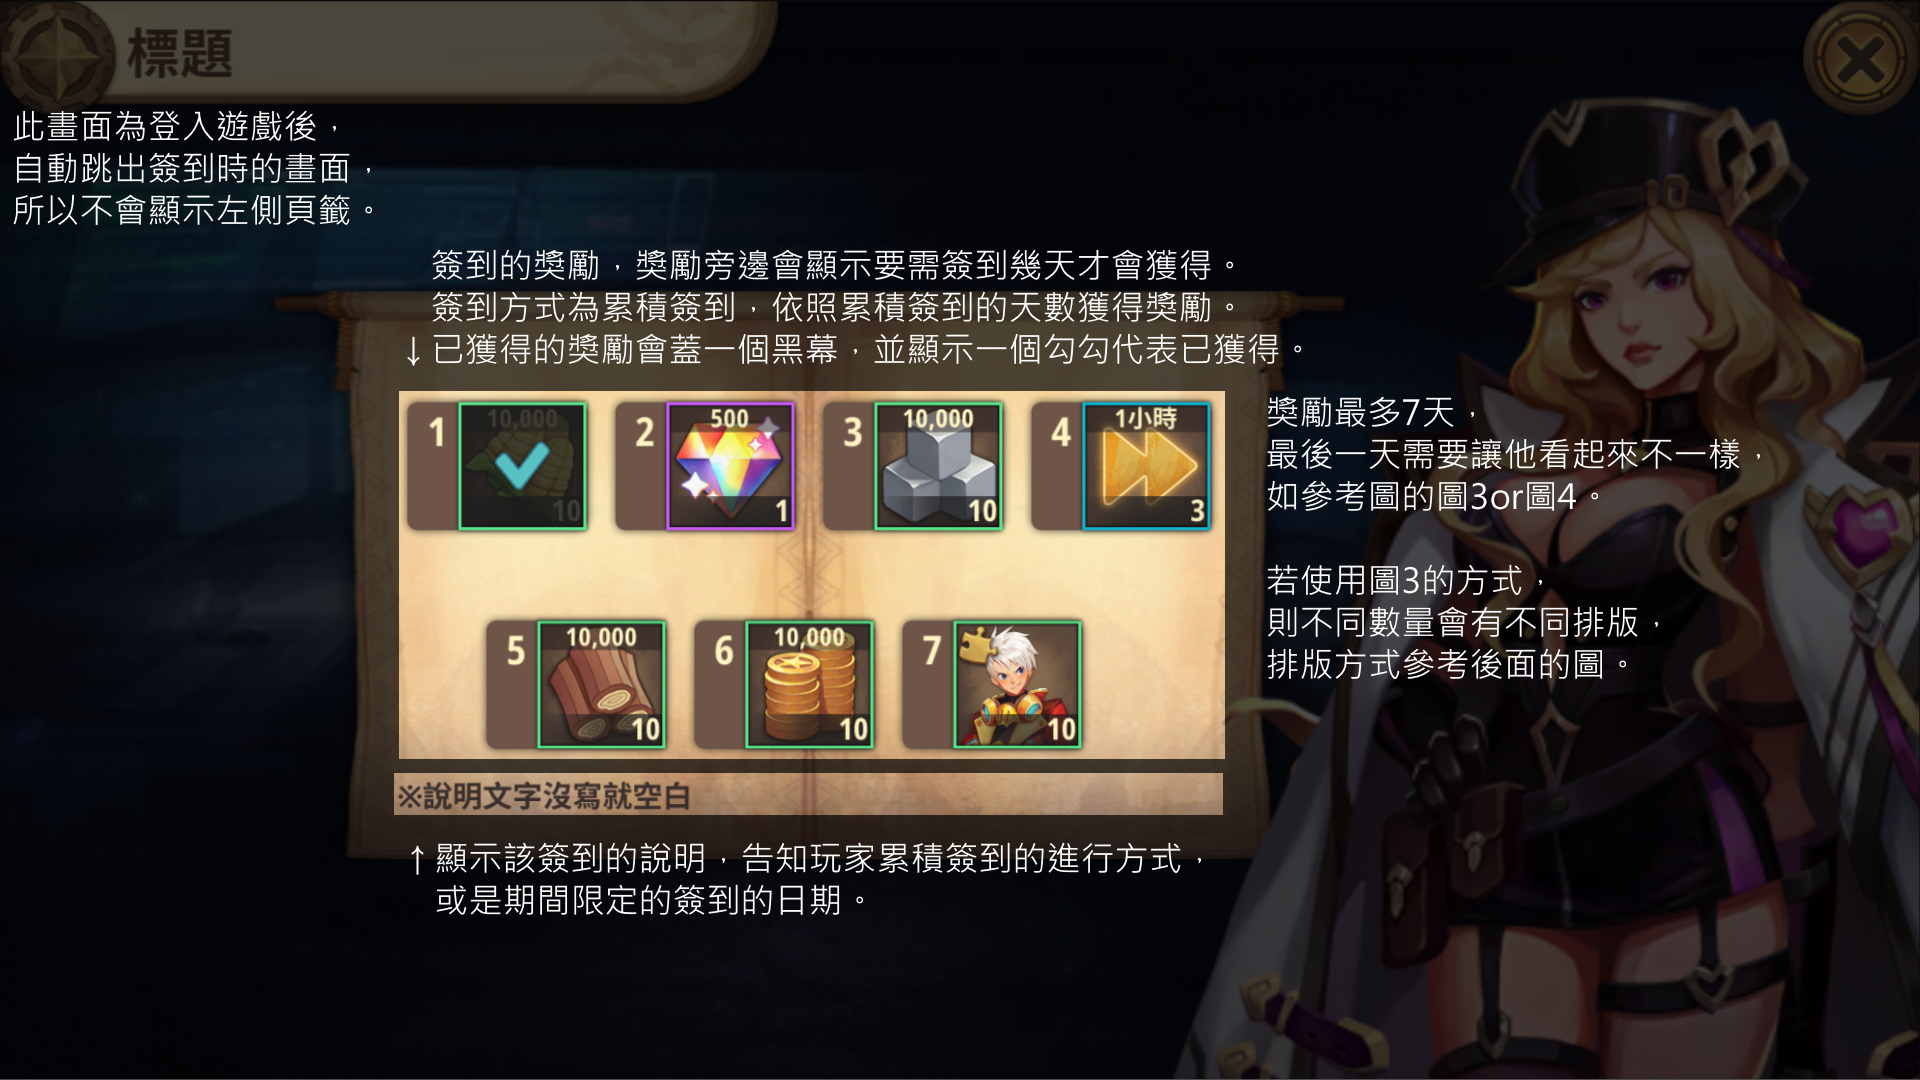 標題
此畫面為登入遊戲後，
自動跳出簽到時的畫面，
所以不會顯示左側頁籤。
簽到的獎勵，獎勵旁邊會顯示要需簽到幾天才會獲得。
簽到方式為累積簽到，依照累積簽到的天數獲得獎勵。
↓已獲得的獎勵會蓋一個黑幕，並顯示一個勾勾代表已獲得。
1 10,000 10
2 500 1
3 10,000 10
4 1小時 3
5 10,000 10
6 10,000 10
7 10
獎勵最多7天，
最後一天需要讓他看起來不一樣，
如參考圖的圖3or圖4。
若使用圖3的方式，
則不同數量會有不同排版，
排版方式參考後面的圖。
※說明文字沒寫就空白
↑顯示該簽到的說明，告知玩家累積簽到的進行方式，
或是期間限定的簽到的日期。